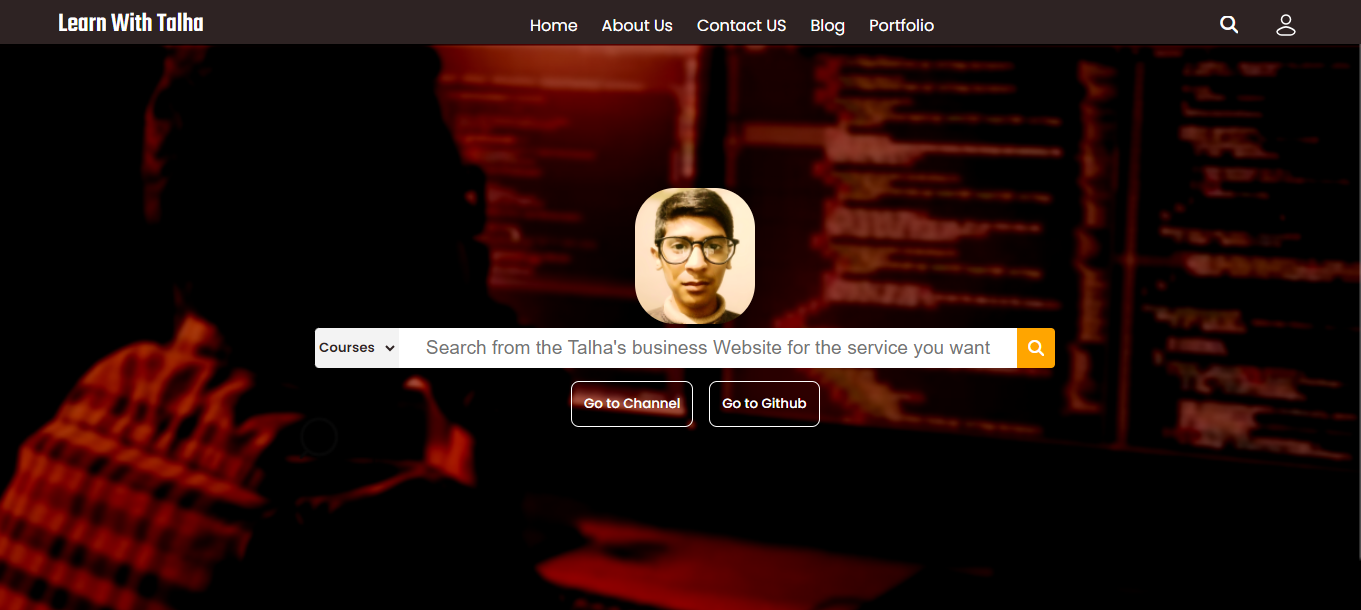 Learn With Talha
Home About Us Contact US Blog Portfolio
Courses
Search from the Talha's business Website for the service you want
Go to Channel Go to Github